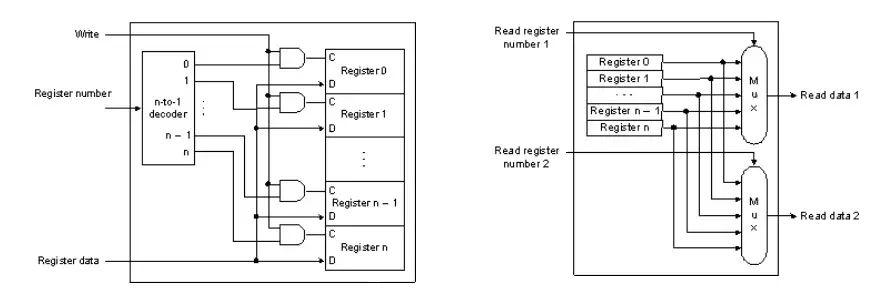 Write
0
1
n-to-1
decoder
n – 1
n
Register number
Register data
C
Register 0
D
C
Register 1
D
. . .
C
Register n – 1
D
C
Register n
D
Read register
number 1
Register 0
Register 1
. . .
Register n – 1
Register n
M
u
x
Read data 1
Read register
number 2
M
u
x
Read data 2